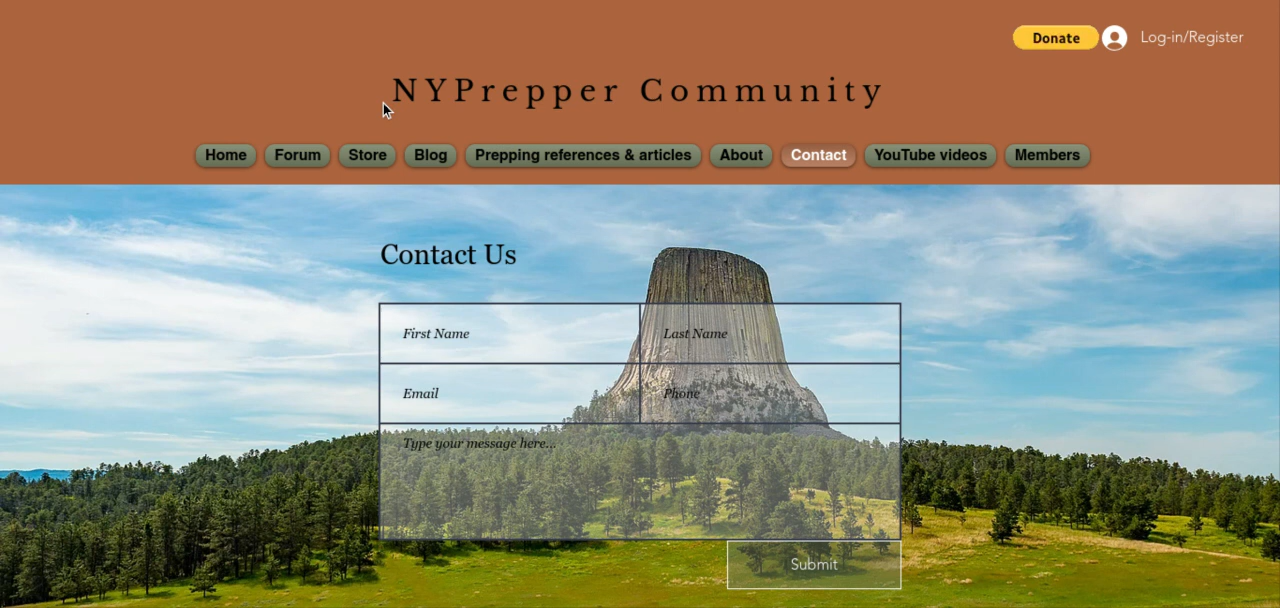 Donate
Log-in/Register
NYPrepper Community
Home Forum Store Blog Prepping references & articles About Contact YouTube videos Members
Contact Us
First Name Last Name
Email Phone
Type your message here...
Submit